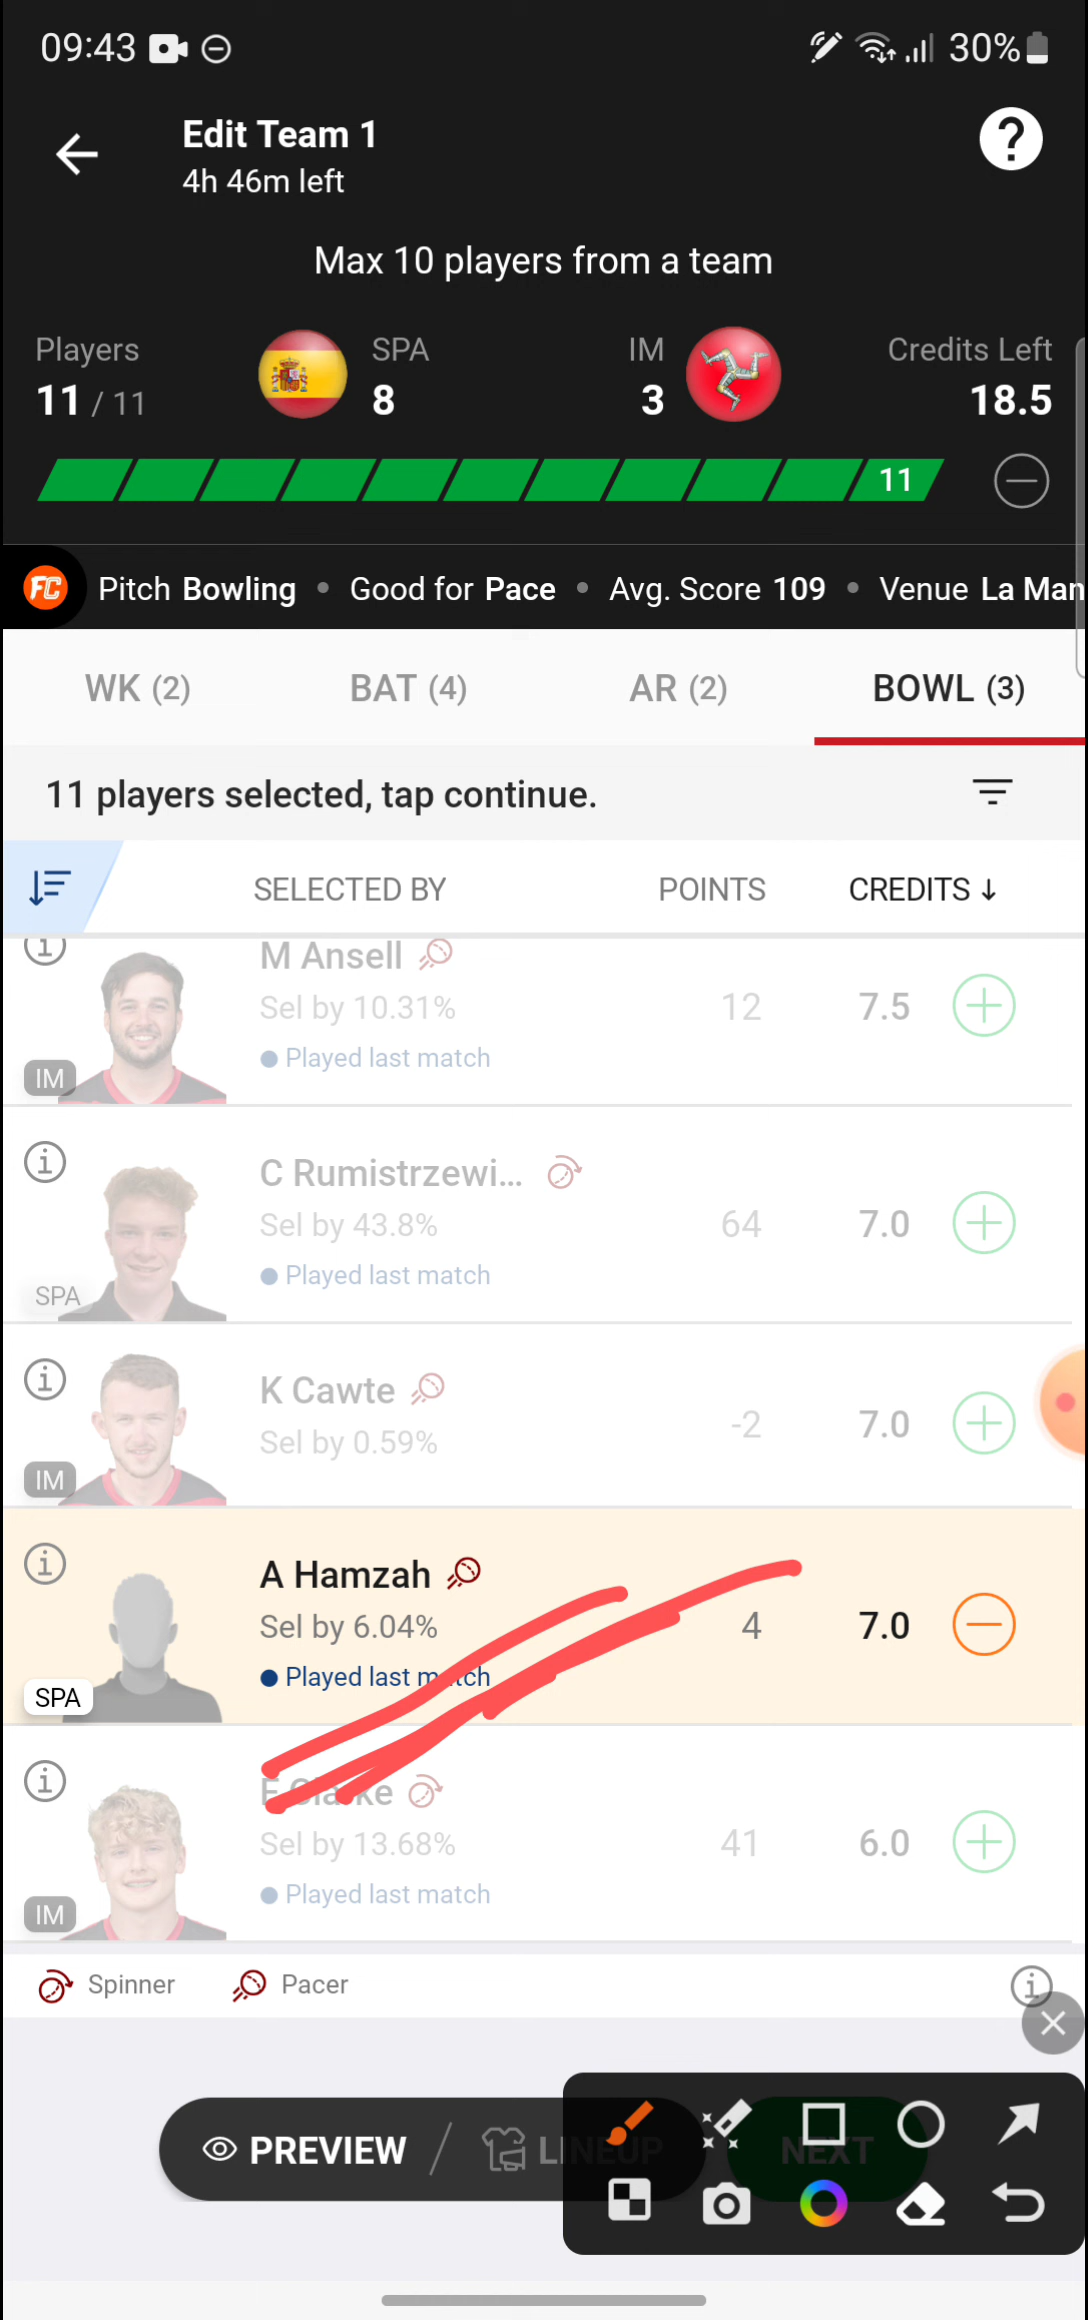 09:43
30%
Edit Team 1
4h 46m left
Max 10 players from a team
Players
11 / 11
SPA
8
IM
3
Credits Left
18.5
11
FC Pitch Bowling • Good for Pace • Avg. Score 109 • Venue La Man
WK (2) BAT (4) AR (2) BOWL (3)
11 players selected, tap continue.
SELECTED BY POINTS CREDITS ↓
M Ansell
Sel by 10.31% 12 7.5
Played last match
IM
C Rumistrzewi...
Sel by 43.8% 64 7.0
Played last match
SPA
K Cawte
Sel by 0.59% -2 7.0
IM
A Hamzah
Sel by 6.04% 4 7.0
Played last match
SPA
Sel by 13.68% 41 6.0
Played last match
IM
Spinner Pacer
PREVIEW / LINEUP NEXT